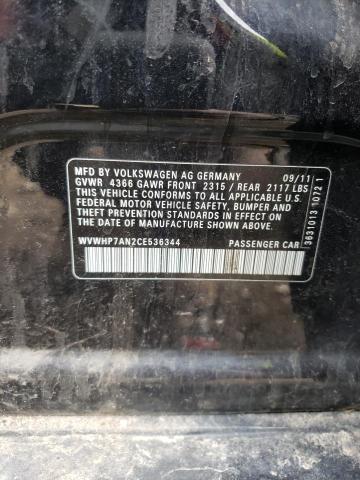 MFD BY VOLKSWAGEN AG GERMANY 09/11
GVWR 4366 GAWR FRONT 2315 / REAR 2117 LBS
THIS VEHICLE CONFORMS TO ALL APPLICABLE U.S.
FEDERAL MOTOR VEHICLE SAFETY, BUMPER AND
THEFT PREVENTION STANDARDS IN EFFECT ON THE
DATE OF MANUFACTURE SHOWN ABOVE
WVWHP7AN2CE536344 PASSENGER CAR
3631013 1072 1